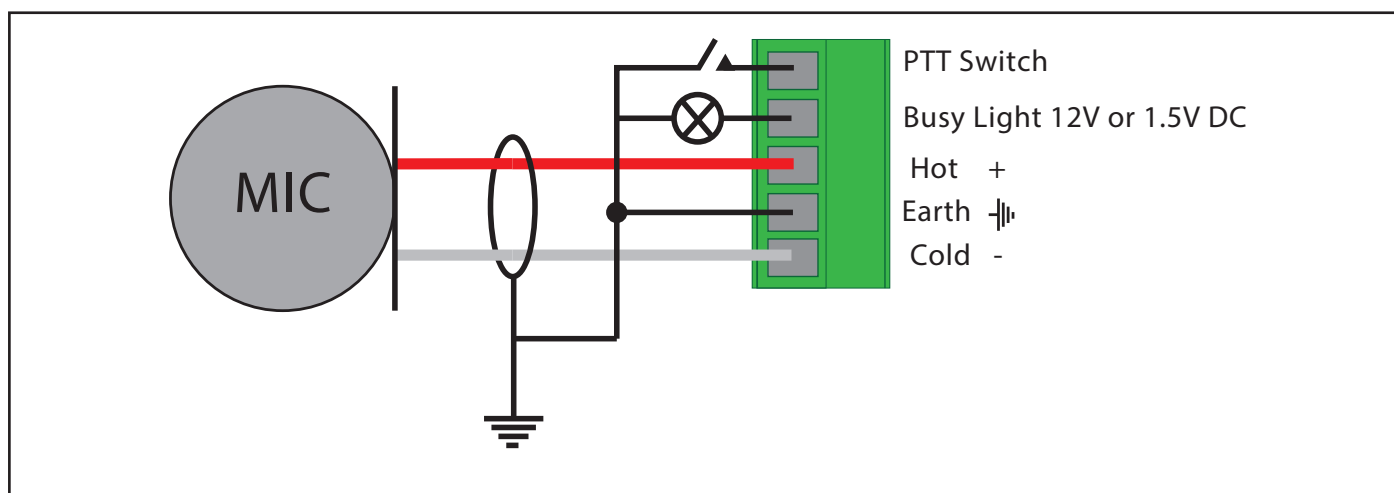 MIC
PTT Switch
Busy Light 12V or 1.5V DC
Hot +
Earth
Cold -